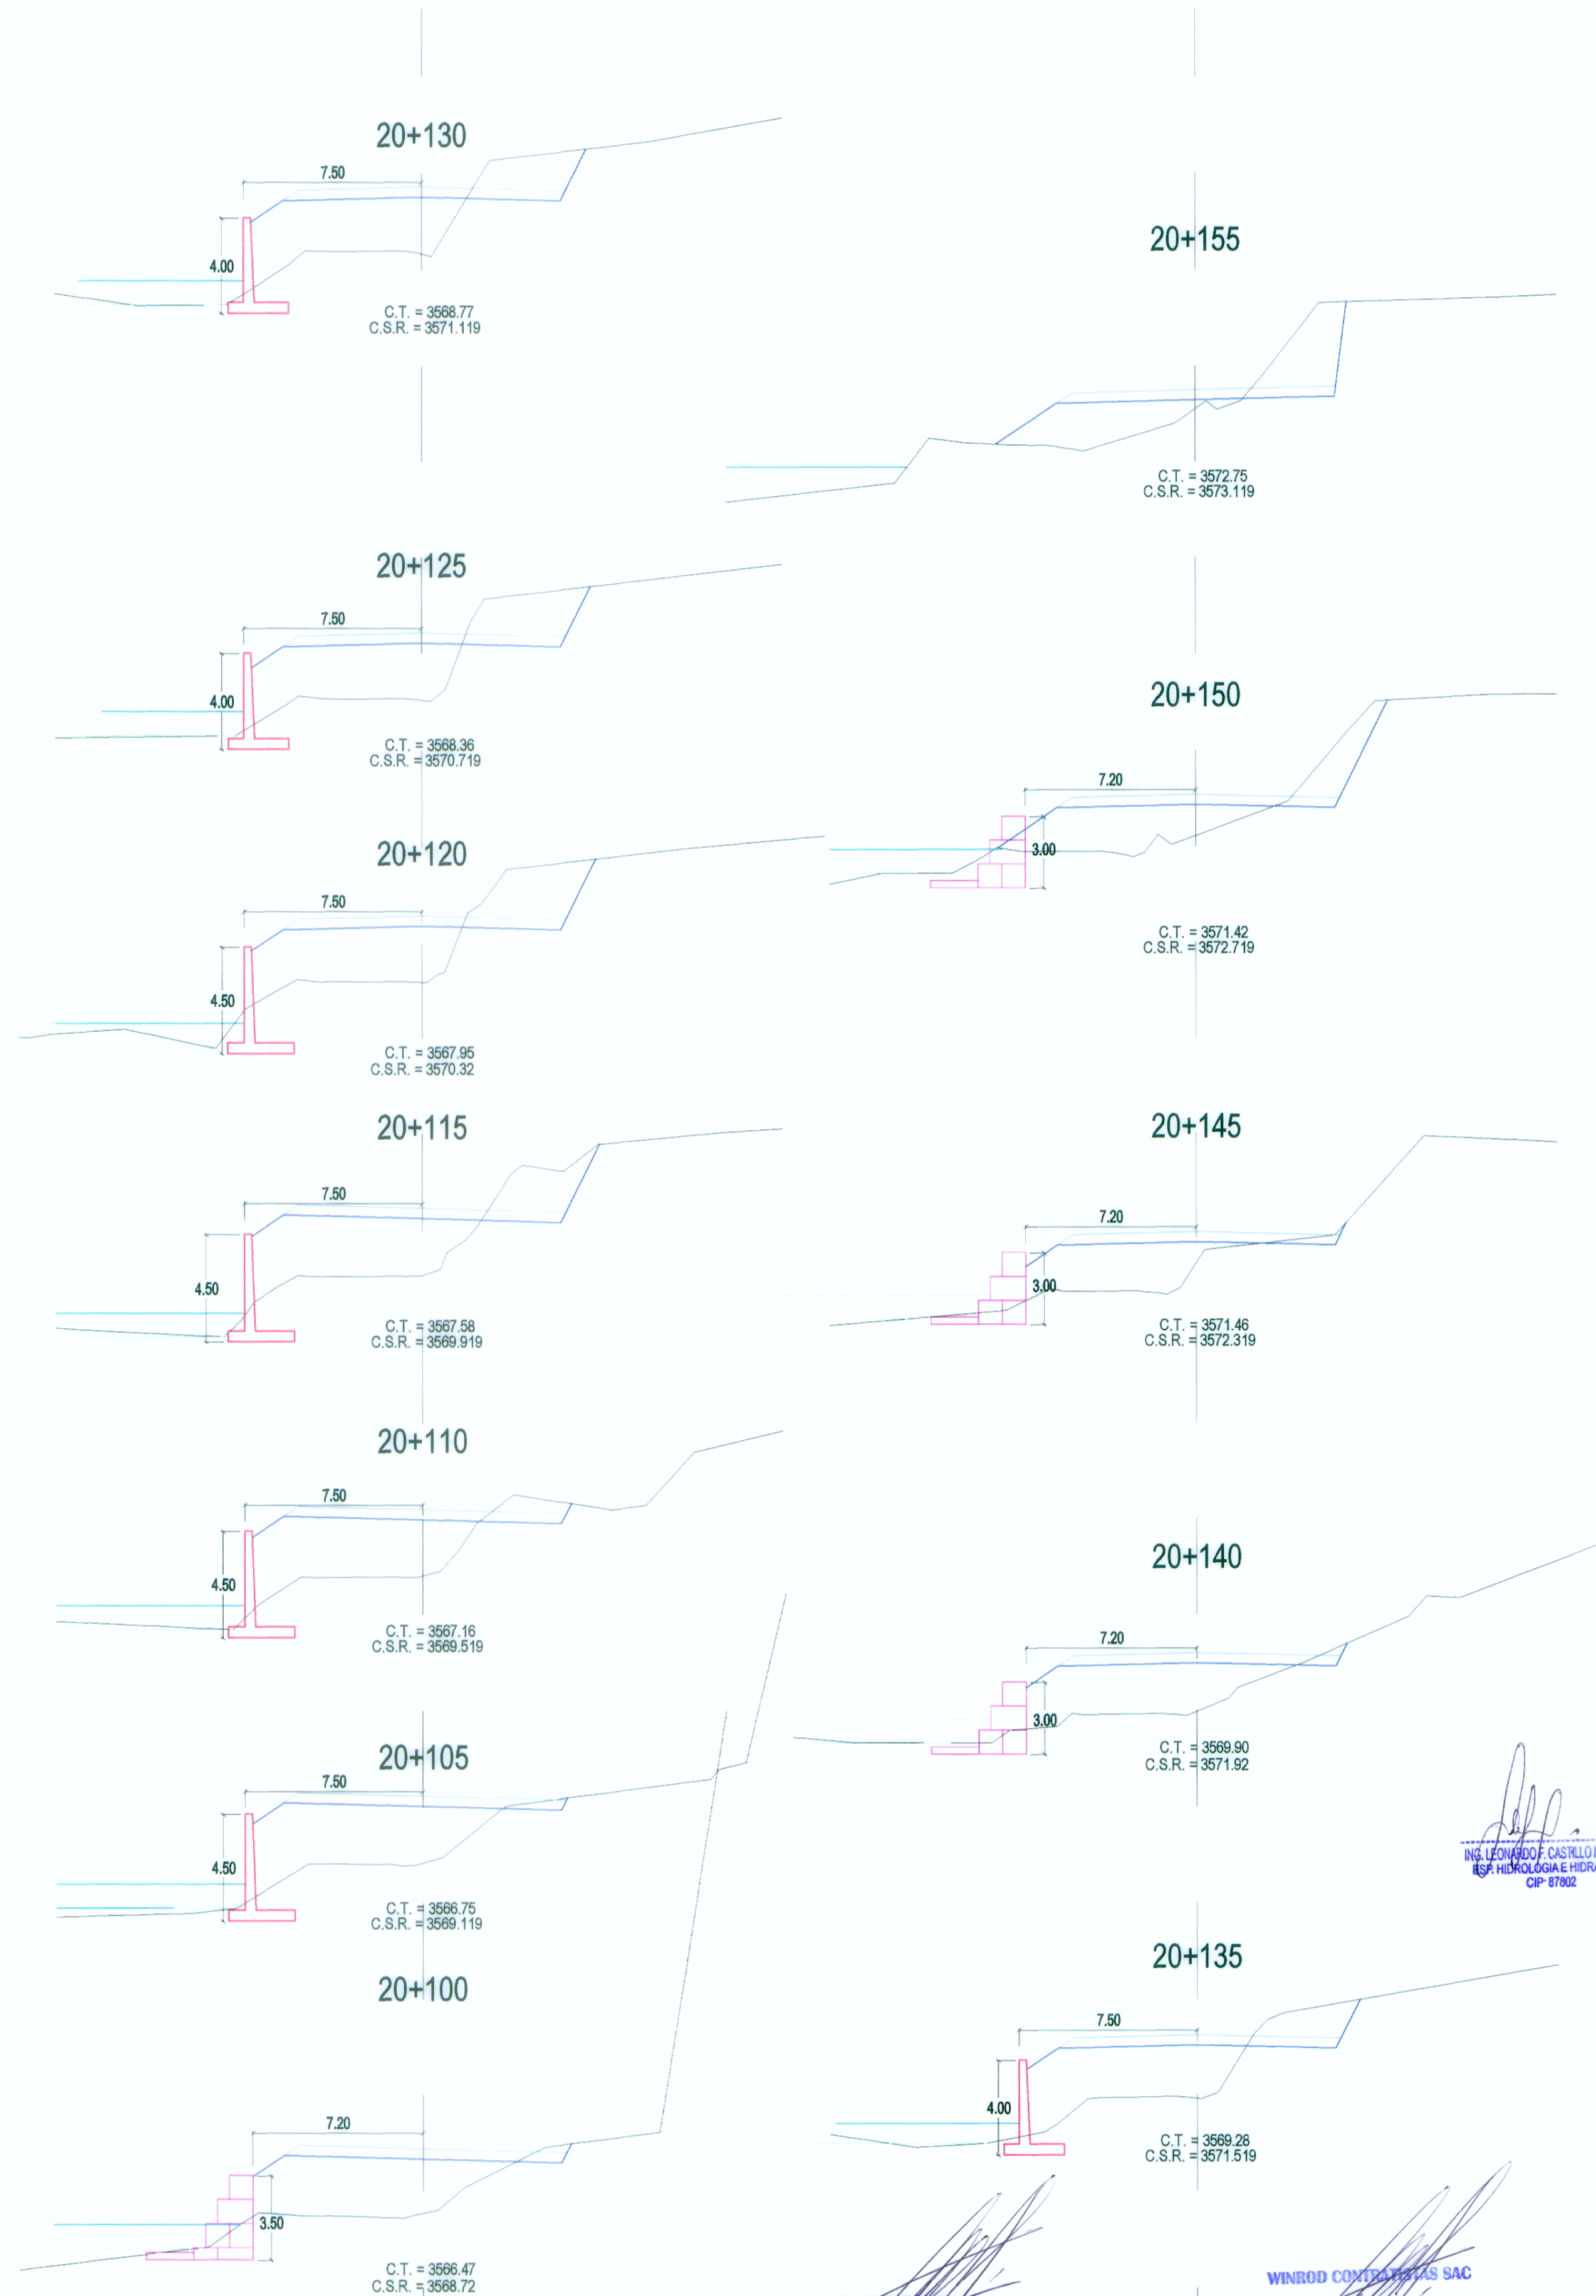 20+130
7.50
4.00
C.T. = 3568.77
C.S.R. = 3571.119
20+125
7.50
4.00
C.T. = 3568.36
C.S.R. = 3570.719
20+120
7.50
4.50
C.T. = 3567.95
C.S.R. = 3570.32
20+115
7.50
4.50
C.T. = 3567.58
C.S.R. = 3569.919
20+110
7.50
4.50
C.T. = 3567.16
C.S.R. = 3569.519
20+105
7.50
4.50
C.T. = 3566.75
C.S.R. = 3569.119
20+100
7.20
3.50
C.T. = 3566.47
C.S.R. = 3568.72
20+155
C.T. = 3572.75
C.S.R. = 3573.119
20+150
7.20
3.00
C.T. = 3571.42
C.S.R. = 3572.719
20+145
7.20
3.00
C.T. = 3571.46
C.S.R. = 3572.319
20+140
7.20
3.00
C.T. = 3569.90
C.S.R. = 3571.92
ING. LEONARDO F. CASTILLO
ESP. HIDROLOGIA E HIDRA
CIP 87802
20+135
7.50
4.00
C.T. = 3569.28
C.S.R. = 3571.519
WINROD CONTRATISTAS SAC